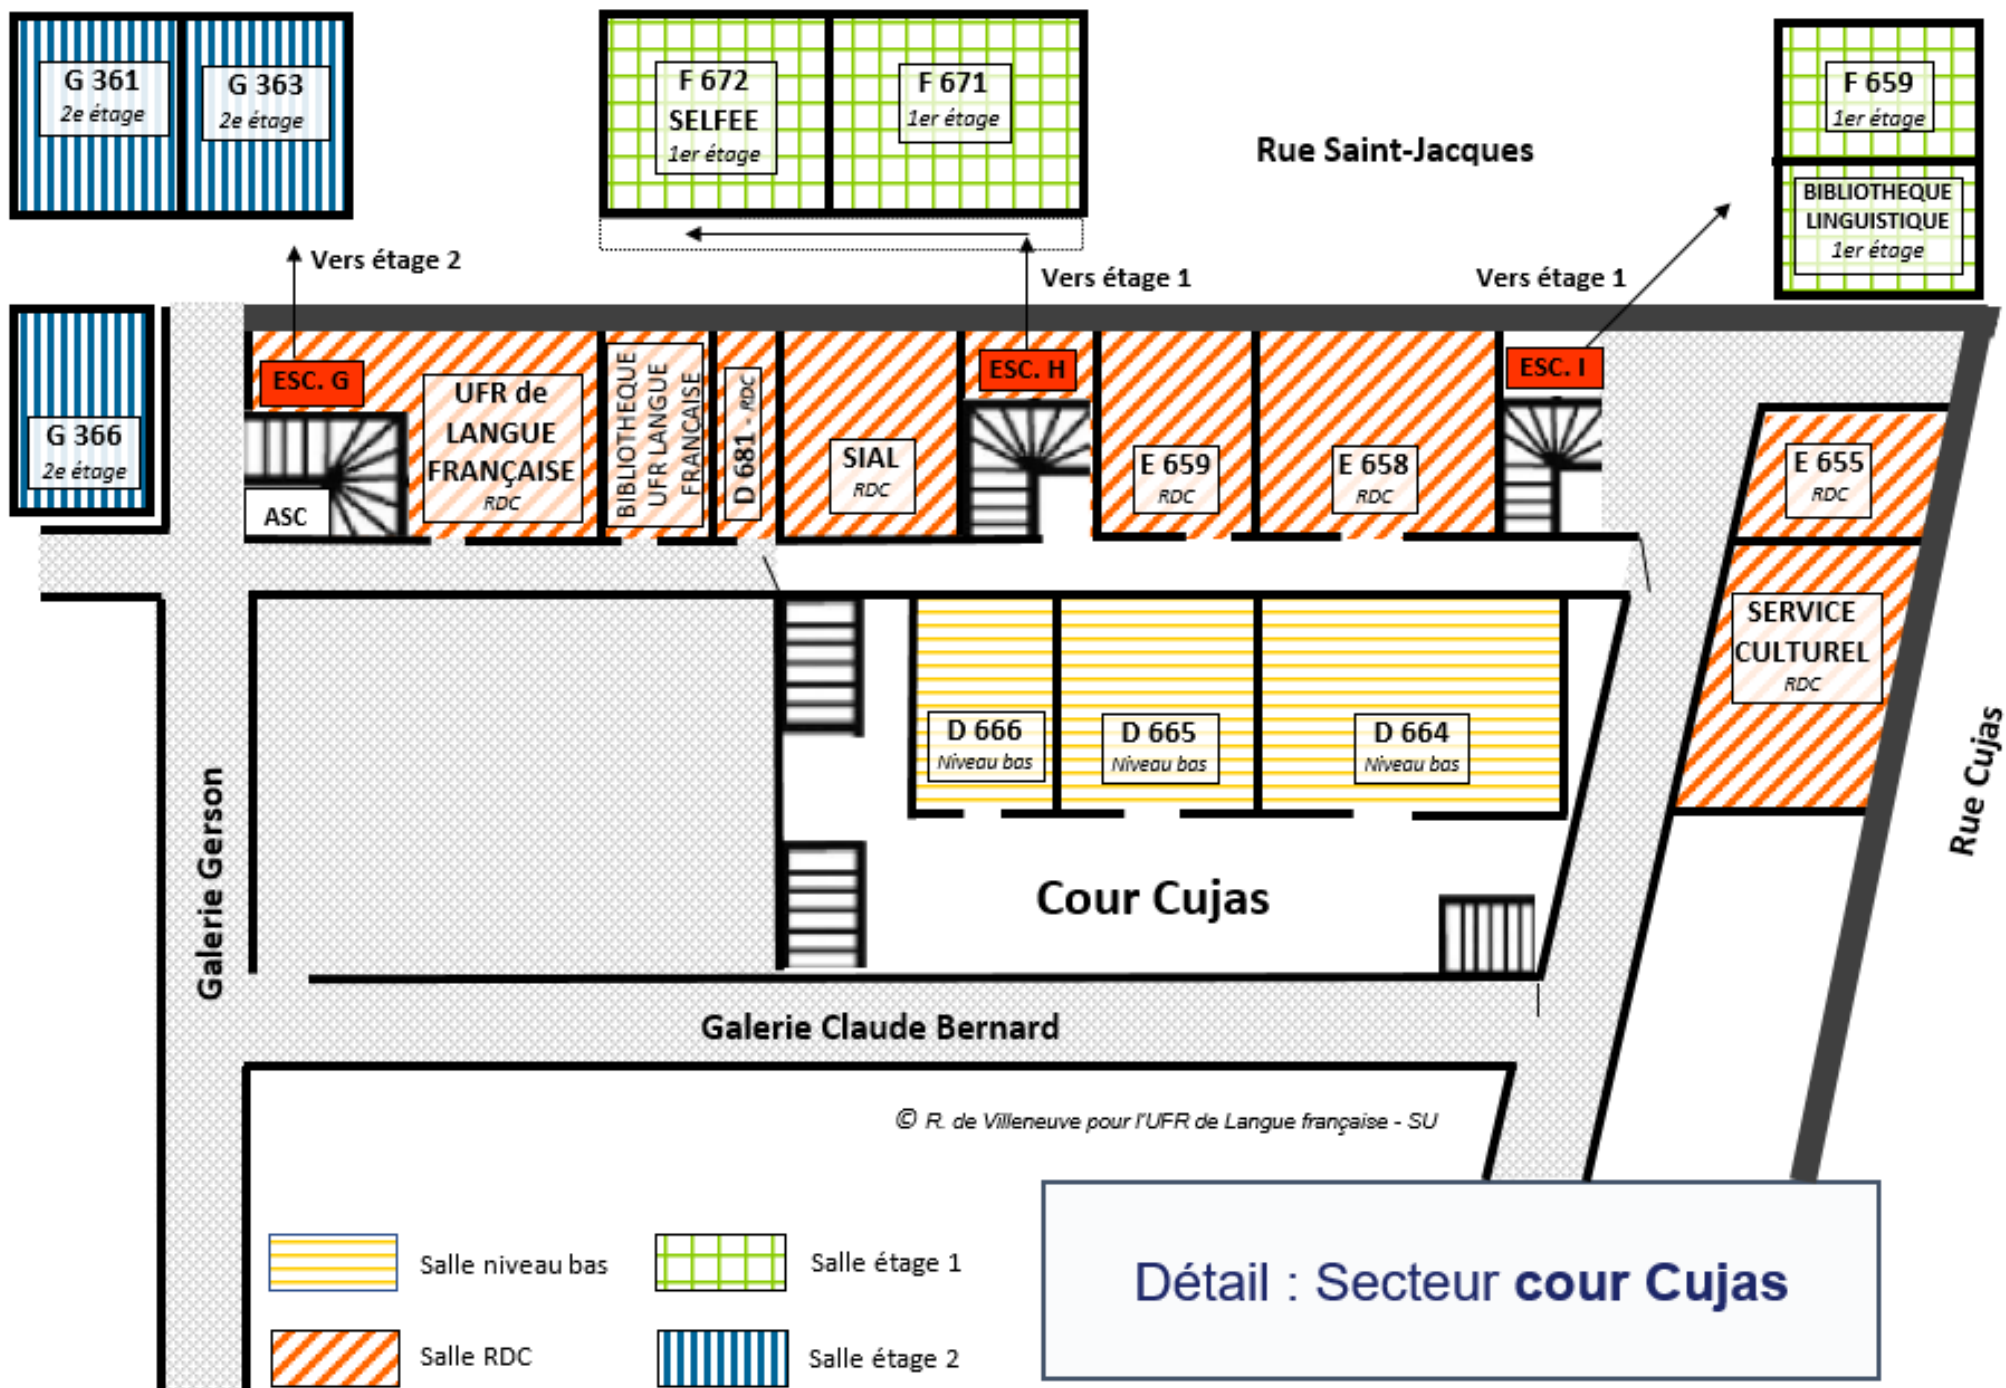 G 361
2e étage
G 363
2e étage
F 672
SELFEE
1er étage
F 671
1er étage
Rue Saint-Jacques
F 659
1er étage
BIBLIOTHEQUE
LINGUISTIQUE
1er étage
Vers étage 2
Vers étage 1
Vers étage 1
G 366
2e étage
ESC. G
ASC
UFR de
LANGUE
FRANÇAISE
RDC
BIBLIOTHEQUE
UFR LANGUE
FRANCAISE
D 681 - RDC
SIAL
RDC
ESC. H
E 659
RDC
E 658
RDC
ESC. I
E 655
RDC
SERVICE
CULTUREL
RDC
D 666
Niveau bas
D 665
Niveau bas
D 664
Niveau bas
Rue Cujas
Galerie Gerson
Cour Cujas
Galerie Claude Bernard
© R. de Villeneuve pour l'UFR de Langue française - SU
Salle niveau bas
Salle étage 1
Salle RDC
Salle étage 2
Détail : Secteur cour Cujas